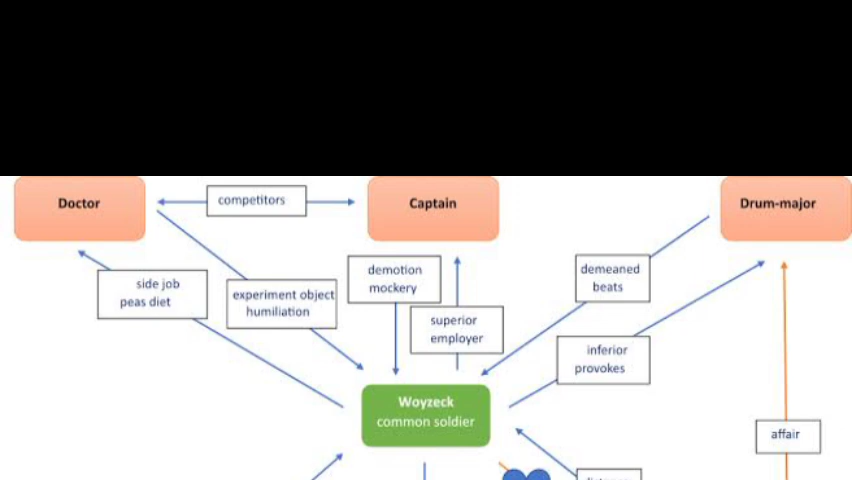 Doctor
competitors
Captain
Drum-major
side job
peas diet
experiment object
humiliation
demotion
mockery
superior
employer
demeaned
beats
inferior
provokes
Woyzeck
common soldier
affair